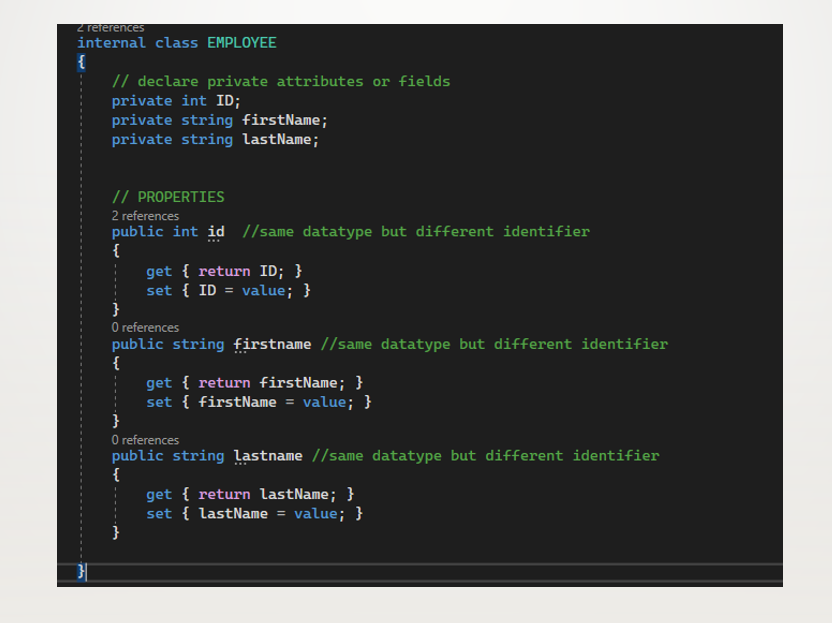 2 references
internal class EMPLOYEE
{
// declare private attributes or fields
private int ID;
private string firstName;
private string lastName;
// PROPERTIES
2 references
public int id //same datatype but different identifier
{
get { return ID; }
set { ID = value; }
}
0 references
public string firstname //same datatype but different identifier
{
get { return firstName; }
set { firstName = value; }
}
0 references
public string lastname //same datatype but different identifier
{
get { return lastName; }
set { lastName = value; }
}
}